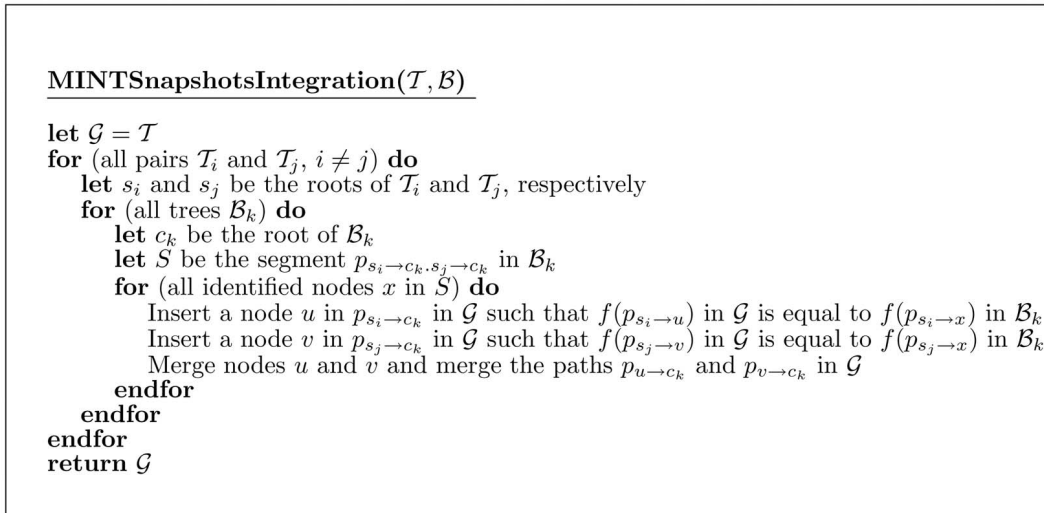 MINTSnapshotsIntegration(𝒯, ℬ)
let 𝒢 = 𝒯
for (all pairs 𝒯_i and 𝒯_j, i ≠ j) do
let s_i and s_j be the roots of 𝒯_i and 𝒯_j, respectively
for (all trees ℬ_k) do
let c_k be the root of ℬ_k
let S be the segment p_{s_i→c_k.s_j→c_k} in ℬ_k
for (all identified nodes x in S) do
Insert a node u in p_{s_i→c_k} in 𝒢 such that f(p_{s_i→u}) in 𝒢 is equal to f(p_{s_i→x}) in ℬ_k
Insert a node v in p_{s_j→c_k} in 𝒢 such that f(p_{s_j→v}) in 𝒢 is equal to f(p_{s_j→x}) in ℬ_k
Merge nodes u and v and merge the paths p_{u→c_k} and p_{v→c_k} in 𝒢
endfor
endfor
endfor
return 𝒢